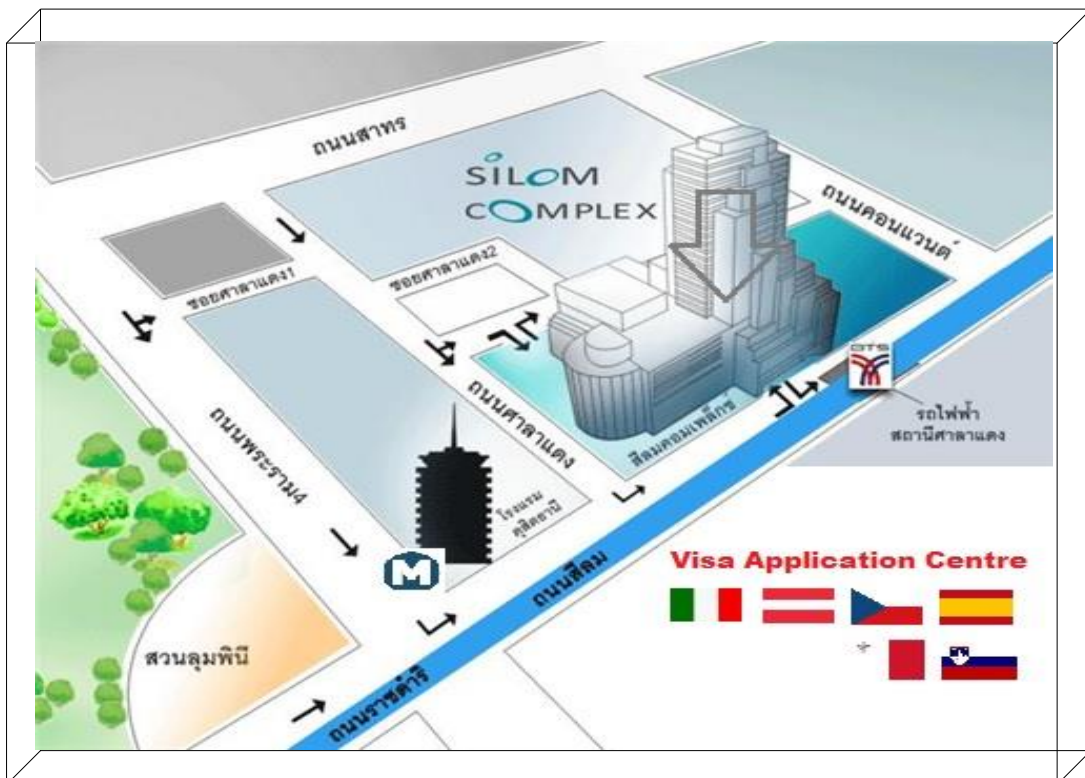 ถนนสาทร
SILOM
COMPLEX
ถนนคอนแวนต์
ซอยศาลาแดง1
ซอยศาลาแดง2
BTS
รถไฟฟ้า
สถานีศาลาแดง
ถนนศาลาแดง
สีลมคอมเพล็กซ์
ถนนพระราม4
โรงแรม
ดุสิตธานี
M
ถนนสีลม
Visa Application Centre
สวนลุมพินี
ถนนราชดำริ